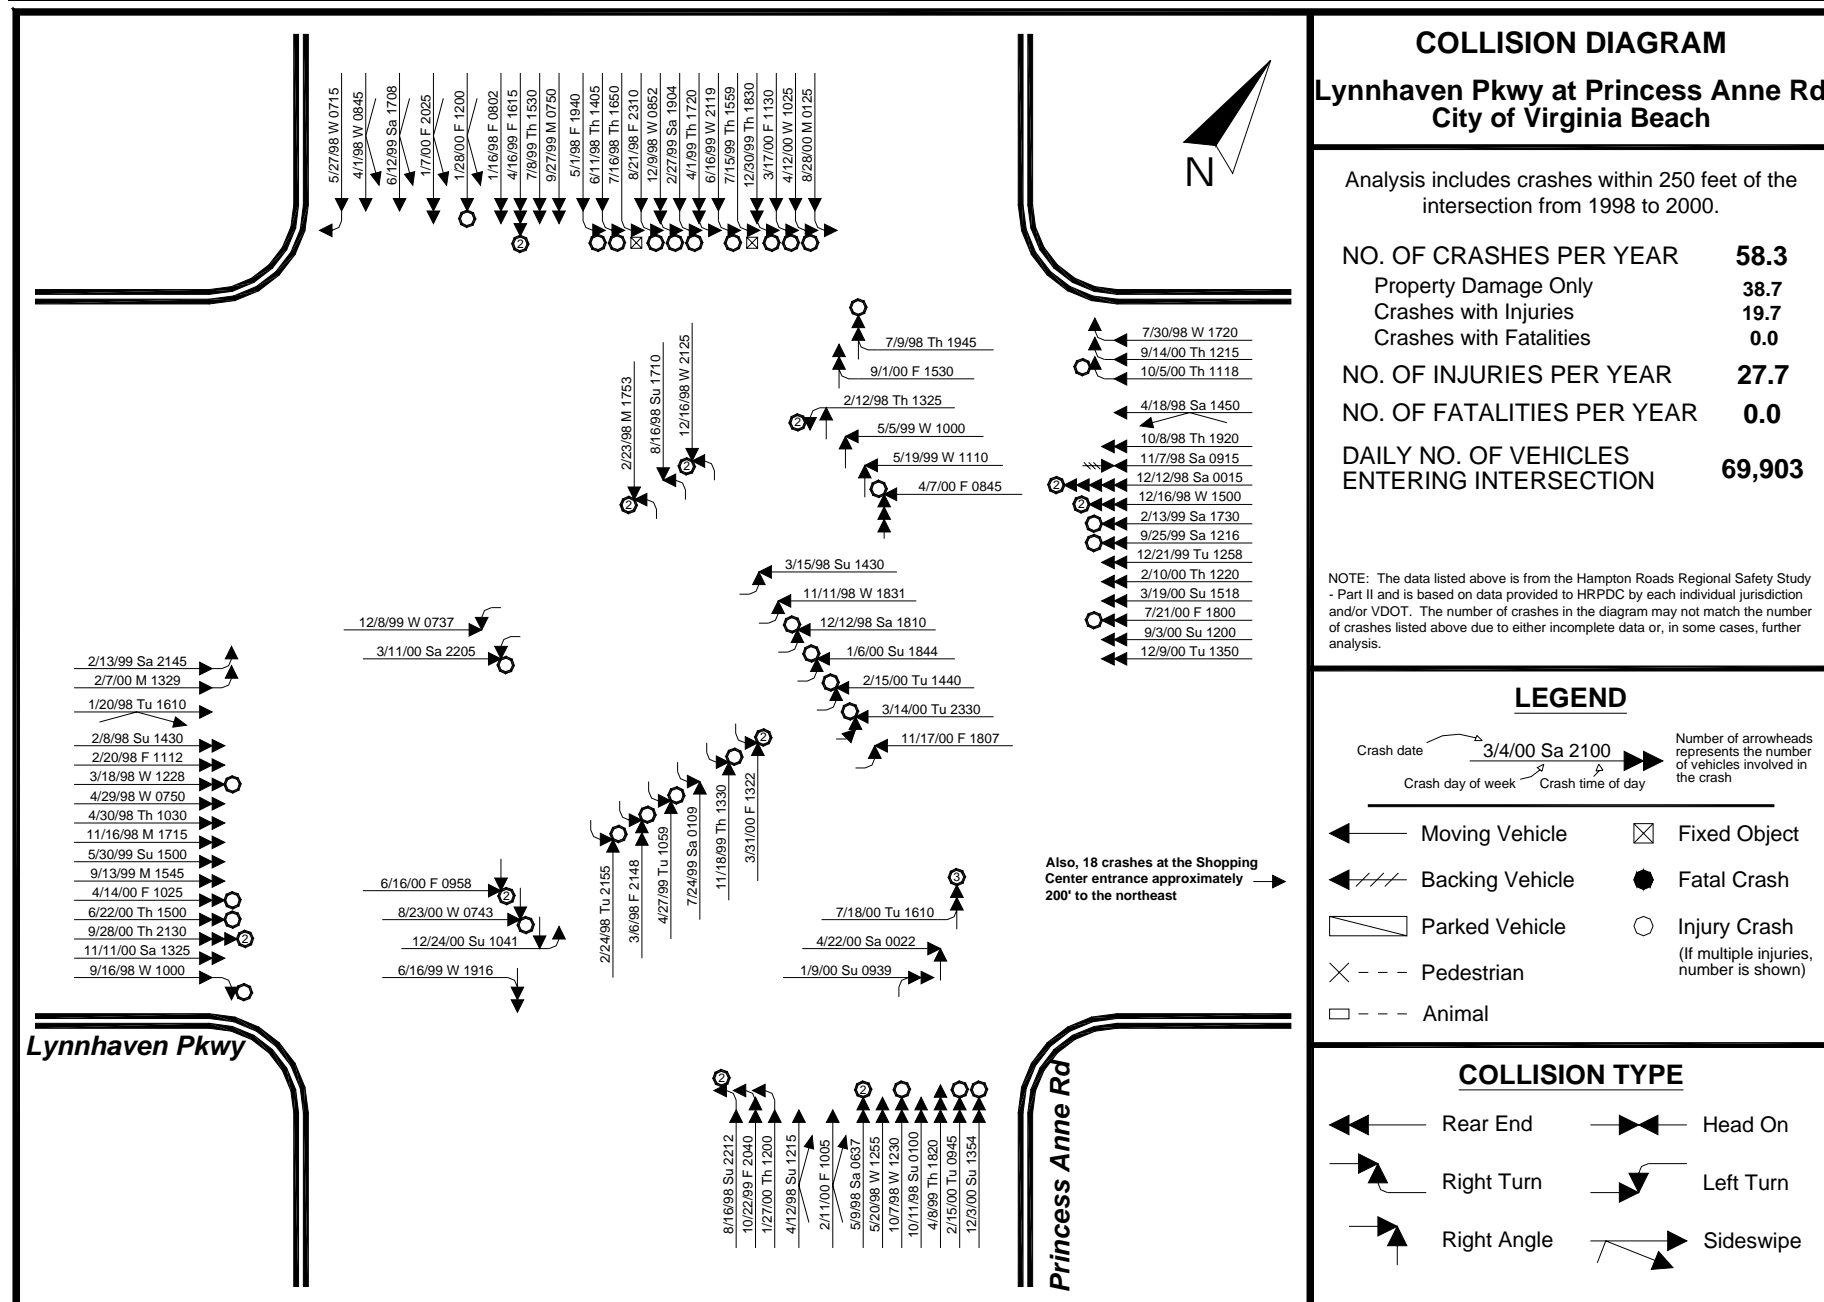 COLLISION DIAGRAM
Lynnhaven Pkwy at Princess Anne Rd
City of Virginia Beach
Analysis includes crashes within 250 feet of the
intersection from 1998 to 2000.
NO. OF CRASHES PER YEAR 58.3
Property Damage Only 38.7
Crashes with Injuries 19.7
Crashes with Fatalities 0.0
NO. OF INJURIES PER YEAR 27.7
NO. OF FATALITIES PER YEAR 0.0
DAILY NO. OF VEHICLES
ENTERING INTERSECTION 69,903
NOTE: The data listed above is from the Hampton Roads Regional Safety Study
- Part II and is based on data provided to HRPDC by each individual jurisdiction
and/or VDOT. The number of crashes in the diagram may not match the number
of crashes listed above due to either incomplete data or, in some cases, further
analysis.
LEGEND
Crash date
3/4/00 Sa 2100
Crash day of week
Crash time of day
Number of arrowheads
represents the number
of vehicles involved in
the crash
Moving Vehicle
Fixed Object
Backing Vehicle
Fatal Crash
Parked Vehicle
Injury Crash
(If multiple injuries,
number is shown)
Pedestrian
Animal
COLLISION TYPE
Rear End
Head On
Right Turn
Left Turn
Right Angle
Sideswipe
N
5/27/98 W 0715
4/1/98 W 0845
6/12/99 Sa 1708
1/7/00 F 2025
1/28/00 F 1200
1/16/98 F 0802
4/16/99 F 1615
7/8/99 Th 1530
9/27/99 M 0750
5/1/98 F 1940
6/11/98 Th 1405
7/16/98 Th 1650
8/21/98 F 2310
12/9/98 W 0852
2/27/99 Sa 1904
4/1/99 Th 1720
6/16/99 W 2119
7/15/99 Th 1559
12/30/99 Th 1830
3/17/00 F 1130
4/12/00 W 1025
8/28/00 M 0125
2
2/23/98 M 1753
8/16/98 Su 1710
12/16/98 W 2125
2
2
7/9/98 Th 1945
9/1/00 F 1530
2/12/98 Th 1325
2
5/5/99 W 1000
5/19/99 W 1110
4/7/00 F 0845
7/30/98 W 1720
9/14/00 Th 1215
10/5/00 Th 1118
4/18/98 Sa 1450
10/8/98 Th 1920
11/7/98 Sa 0915
2 12/12/98 Sa 0015
2 12/16/98 W 1500
2/13/99 Sa 1730
9/25/99 Sa 1216
12/21/99 Tu 1258
2/10/00 Th 1220
3/19/00 Su 1518
7/21/00 F 1800
9/3/00 Su 1200
12/9/00 Tu 1350
3/15/98 Su 1430
11/11/98 W 1831
12/12/98 Sa 1810
1/6/00 Su 1844
2/15/00 Tu 1440
3/14/00 Tu 2330
11/17/00 F 1807
12/8/99 W 0737
3/11/00 Sa 2205
2/13/99 Sa 2145
2/7/00 M 1329
1/20/98 Tu 1610
2/8/98 Su 1430
2/20/98 F 1112
3/18/98 W 1228
4/29/98 W 0750
4/30/98 Th 1030
11/16/98 M 1715
5/30/99 Su 1500
9/13/99 M 1545
4/14/00 F 1025
6/22/00 Th 1500
9/28/00 Th 2130 2
11/11/00 Sa 1325
9/16/98 W 1000
2/24/98 Tu 2155
3/6/98 F 2148
4/27/99 Tu 1059
7/24/99 Sa 0109
11/18/99 Th 1330
3/31/00 F 1322
2
6/16/00 F 0958
2
8/23/00 W 0743
12/24/00 Su 1041
6/16/99 W 1916
3
7/18/00 Tu 1610
4/22/00 Sa 0022
1/9/00 Su 0939
Also, 18 crashes at the Shopping
Center entrance approximately
200' to the northeast
Lynnhaven Pkwy
Princess Anne Rd
2
2
8/16/98 Su 2212
10/22/99 F 2040
1/27/00 Th 1200
4/12/98 Su 1215
2/11/00 F 1005
5/9/98 Sa 0637
5/20/98 W 1255
10/7/98 W 1230
10/11/98 Su 0100
4/8/99 Th 1820
2/15/00 Tu 0945
12/3/00 Su 1354